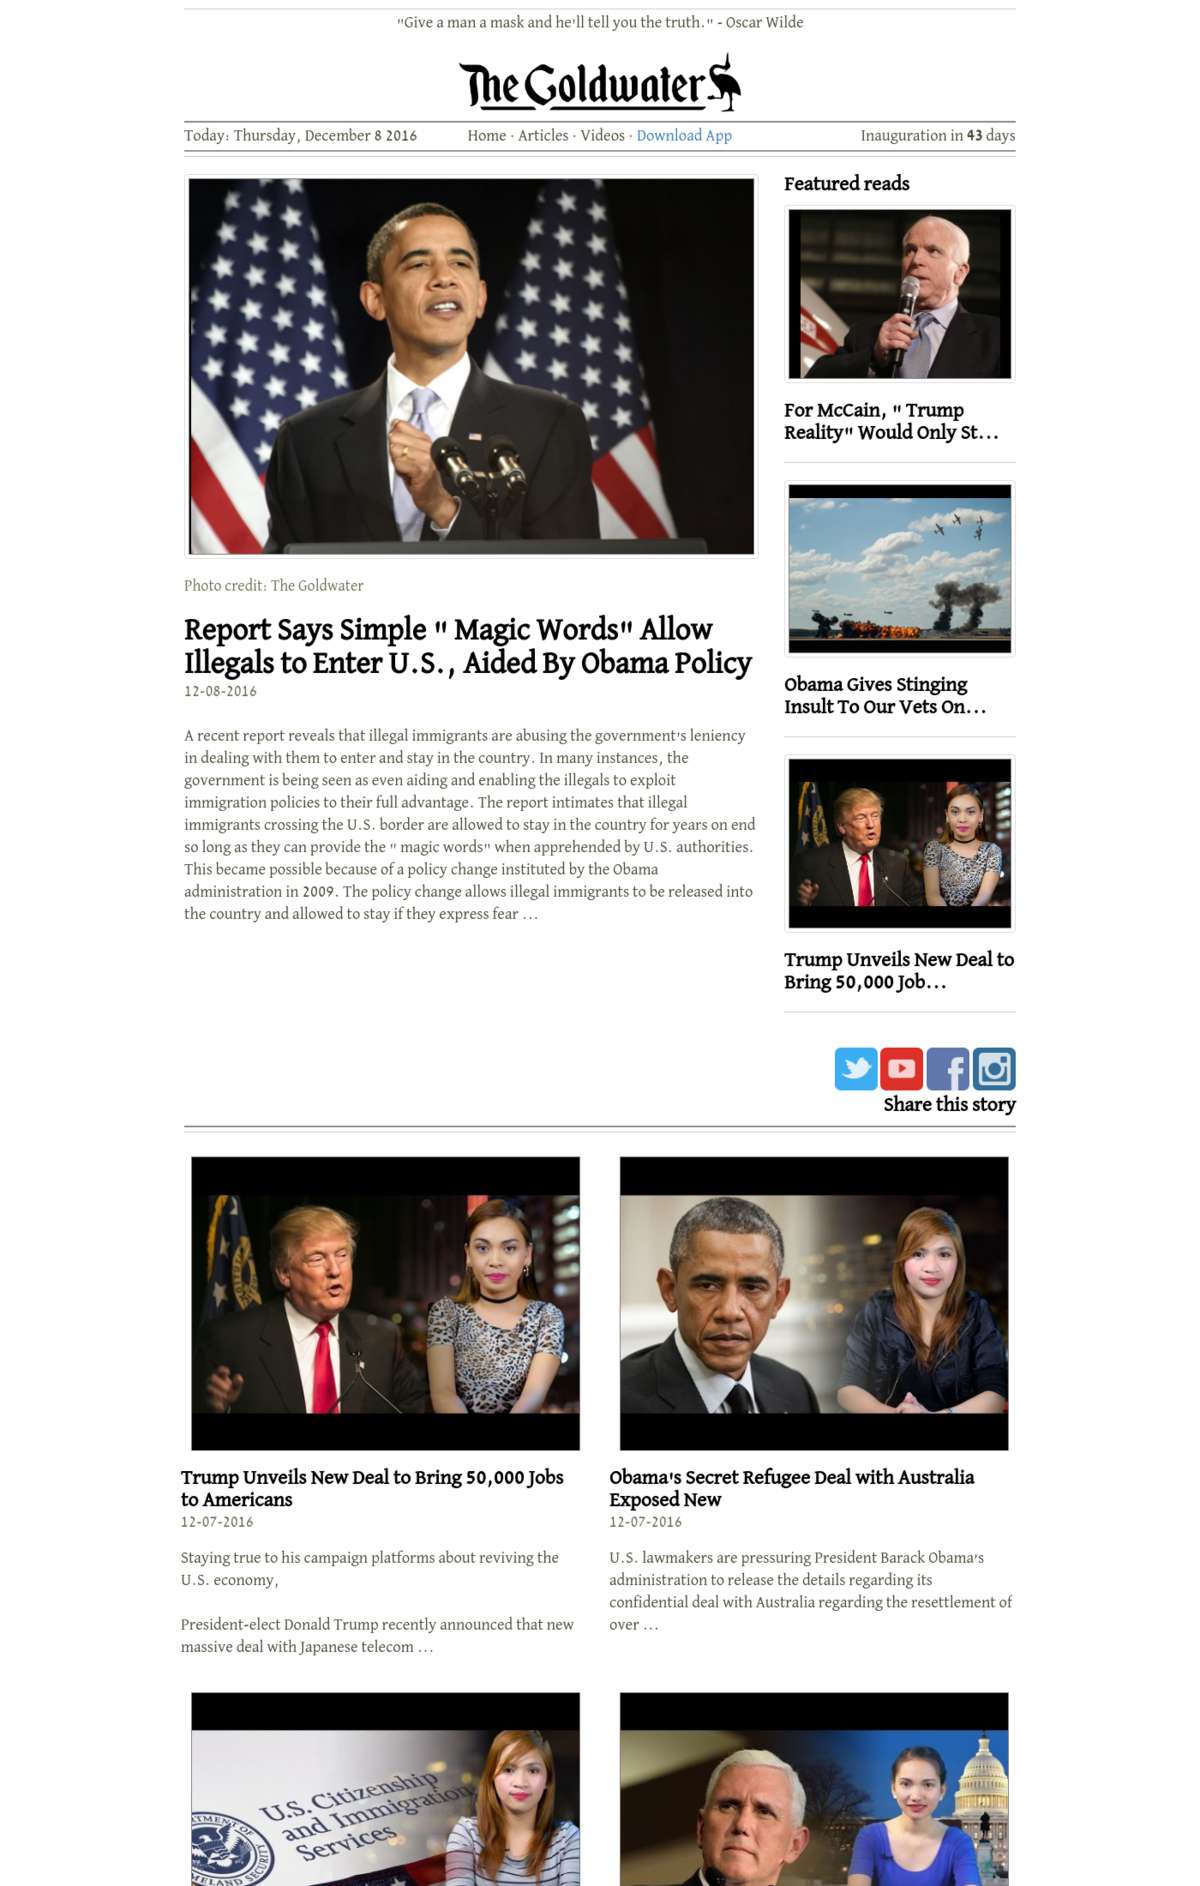 "Give a man a mask and he'll tell you the truth." - Oscar Wilde
The Goldwater
Today: Thursday, December 8 2016
Home · Articles · Videos · Download App
Inauguration in 43 days
Photo credit: The Goldwater
Report Says Simple " Magic Words" Allow
Illegals to Enter U.S., Aided By Obama Policy
12-08-2016
A recent report reveals that illegal immigrants are abusing the government's leniency
in dealing with them to enter and stay in the country. In many instances, the
government is being seen as even aiding and enabling the illegals to exploit
immigration policies to their full advantage. The report intimates that illegal
immigrants crossing the U.S. border are allowed to stay in the country for years on end
so long as they can provide the " magic words" when apprehended by U.S. authorities.
This became possible because of a policy change instituted by the Obama
administration in 2009. The policy change allows illegal immigrants to be released into
the country and allowed to stay if they express fear ...
Featured reads
For McCain, " Trump
Reality" Would Only St...
Obama Gives Stinging
Insult To Our Vets On...
Trump Unveils New Deal to
Bring 50,000 Job...
Share this story
Trump Unveils New Deal to Bring 50,000 Jobs
to Americans
12-07-2016
Staying true to his campaign platforms about reviving the
U.S. economy,
President-elect Donald Trump recently announced that new
massive deal with Japanese telecom ...
Obama's Secret Refugee Deal with Australia
Exposed New
12-07-2016
U.S. lawmakers are pressuring President Barack Obama's
administration to release the details regarding its
confidential deal with Australia regarding the resettlement of
over ...
U.S. Citizenship
and Immigration
Services